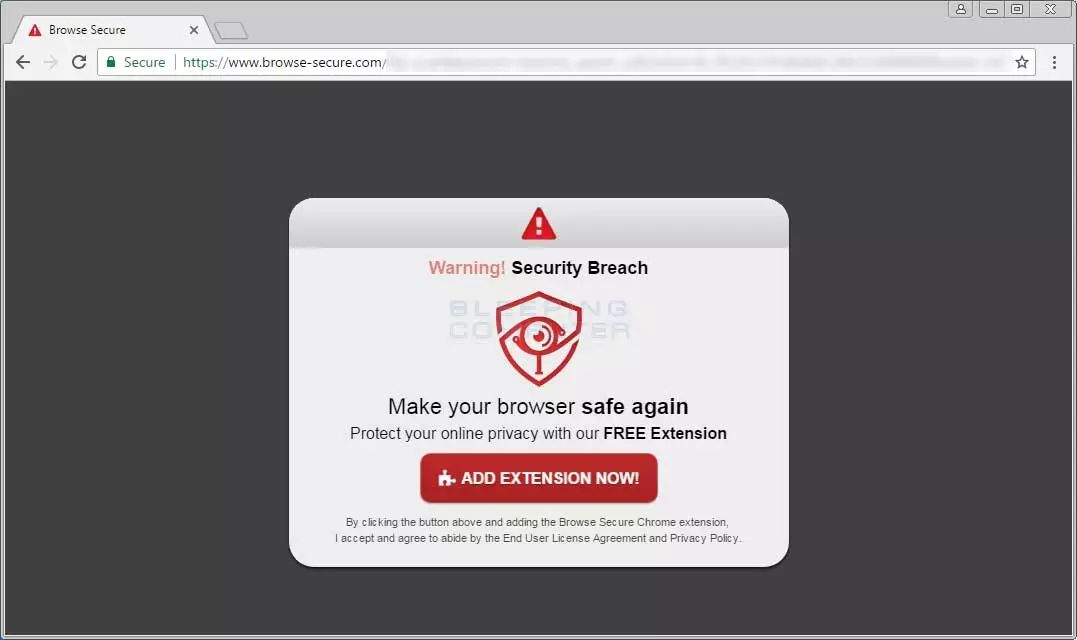 Browse Secure
Secure https://www.browse-secure.com/
Warning! Security Breach
BLEEPING
COMPUTER
Make your browser safe again
Protect your online privacy with our FREE Extension
ADD EXTENSION NOW!
By clicking the button above and adding the Browse Secure Chrome extension,
I accept and agree to abide by the End User License Agreement and Privacy Policy.